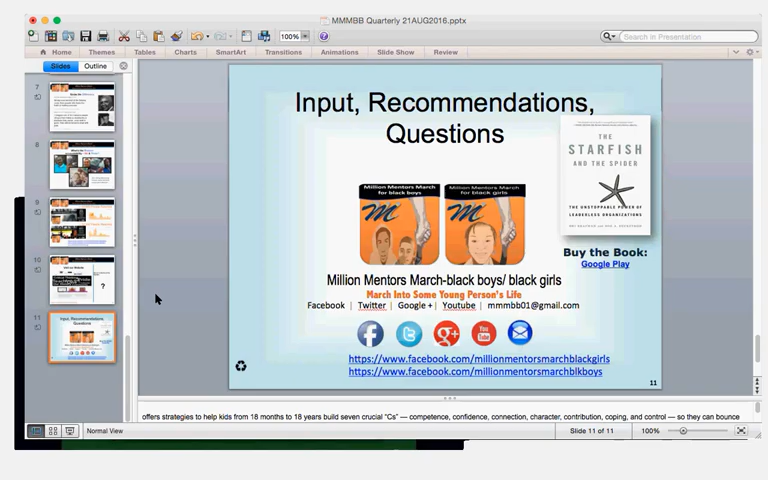 MMMBB Quarterly 21AUG2016.pptx
100%
Search in Presentation
Home Themes Tables Charts SmartArt Transitions Animations Slide Show Review
Slides Outline
7
8
9
10
11
Input, Recommendations,
Questions
Input, Recommendations,
Questions
THE
STARFISH
AND THE SPIDER
THE UNSTOPPABLE POWER OF
LEADERLESS ORGANIZATIONS
Million Mentors March
for black boys
Million Mentors March
for black girls
Buy the Book:
Google Play
Million Mentors March-black boys/ black girls
March Into Some Young Person's Life
Facebook | Twitter | Google + | Youtube | mmmbb01@gmail.com
https://www.facebook.com/millionmentorsmarchblackgirls
https://www.facebook.com/millionmentorsmarchblkboys
11
offers strategies to help kids from 18 months to 18 years build seven crucial “Cs” — competence, confidence, connection, character, contribution, coping, and control — so they can bounce
Normal View Slide 11 of 11 100%